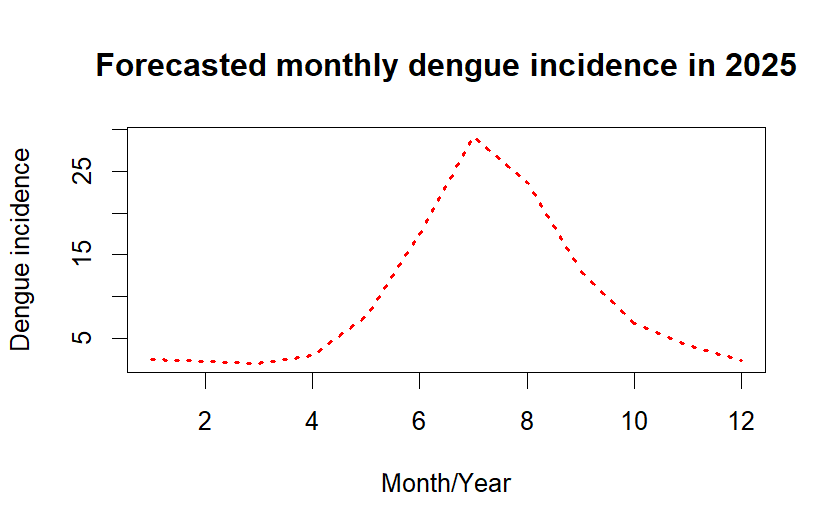 Forecasted monthly dengue incidence in 2025
Dengue incidence
25
15
5
2 4 6 8 10 12
Month/Year